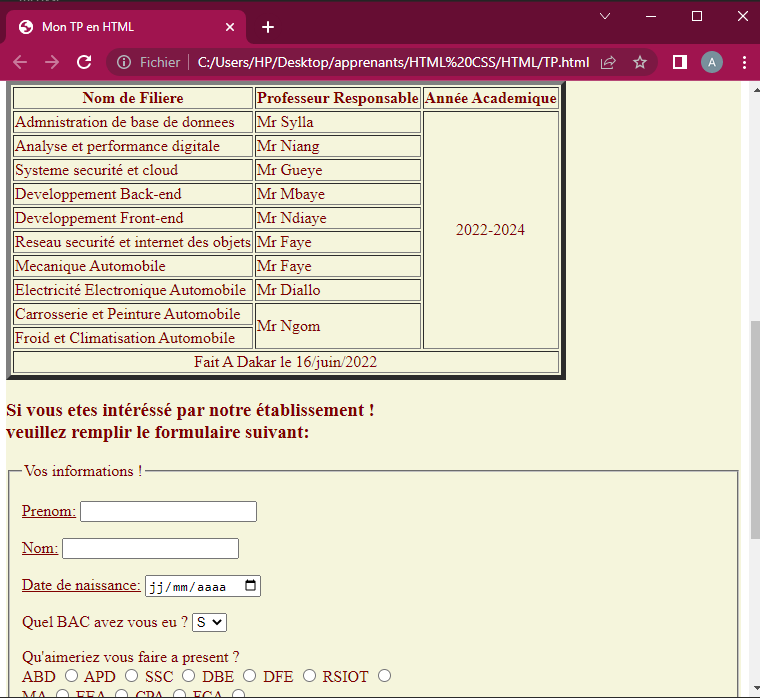 Mon TP en HTML
Fichier C:/Users/HP/Desktop/apprenants/HTML%20CSS/HTML/TP.html A
Nom de Filiere Professeur Responsable Année Academique
Admnistration de base de donnees Mr Sylla
Analyse et performance digitale Mr Niang
Systeme securité et cloud Mr Gueye
Developpement Back-end Mr Mbaye
Developpement Front-end Mr Ndiaye
2022-2024
Reseau securité et internet des objets Mr Faye
Mecanique Automobile Mr Faye
Electricité Electronique Automobile Mr Diallo
Carrosserie et Peinture Automobile
Mr Ngom
Froid et Climatisation Automobile
Fait A Dakar le 16/juin/2022
Si vous etes intéréssé par notre établissement !
veuillez remplir le formulaire suivant:
Vos informations !
Prenom:
Nom:
Date de naissance: jj/mm/aaaa
Quel BAC avez vous eu ? S
Qu'aimeriez vous faire a present ?
ABD APD SSC DBE DFE RSIOT
MA EEA CPA FCA